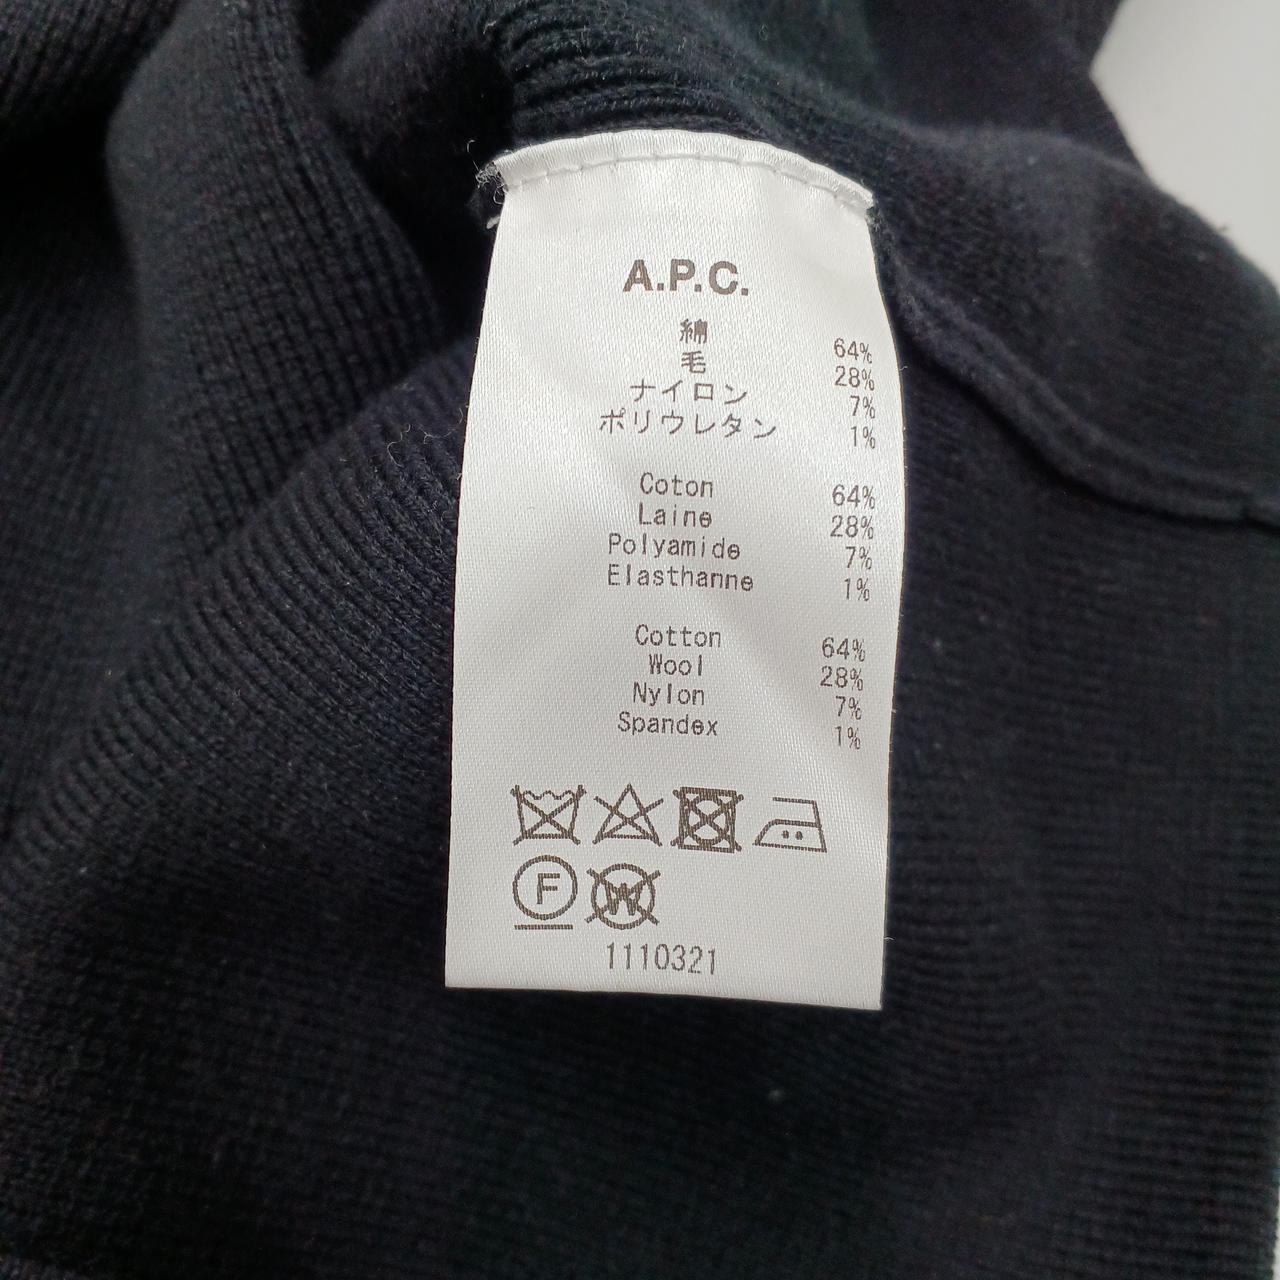 A.P.C.
綿 64%
毛 28%
ナイロン 7%
ポリウレタン 1%
Coton 64%
Laine 28%
Polyamide 7%
Elasthanne 1%
Cotton 64%
Wool 28%
Nylon 7%
Spandex 1%
F W
1110321